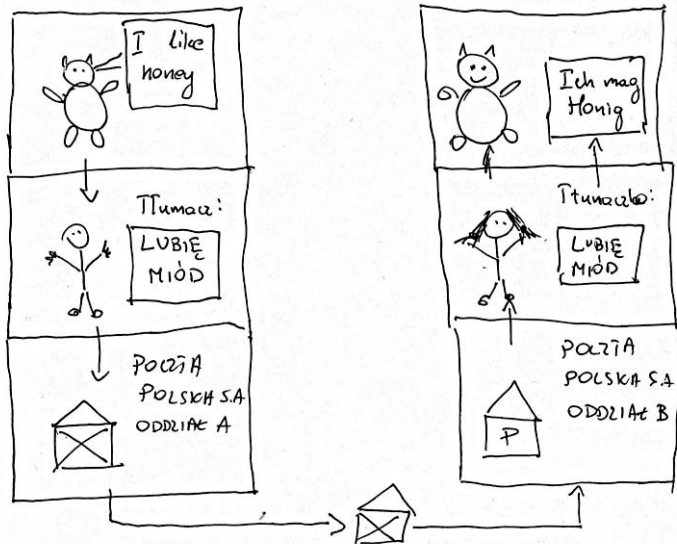 I like
honey
Tłumacz:
LUBIĘ
MIÓD
POCZTA
POLSKA S.A
ODDZIAŁ A
Ich mag
Honig
Tłumaczka:
LUBIĘ
MIÓD
POCZTA
POLSKA S.A
ODDZIAŁ B
P